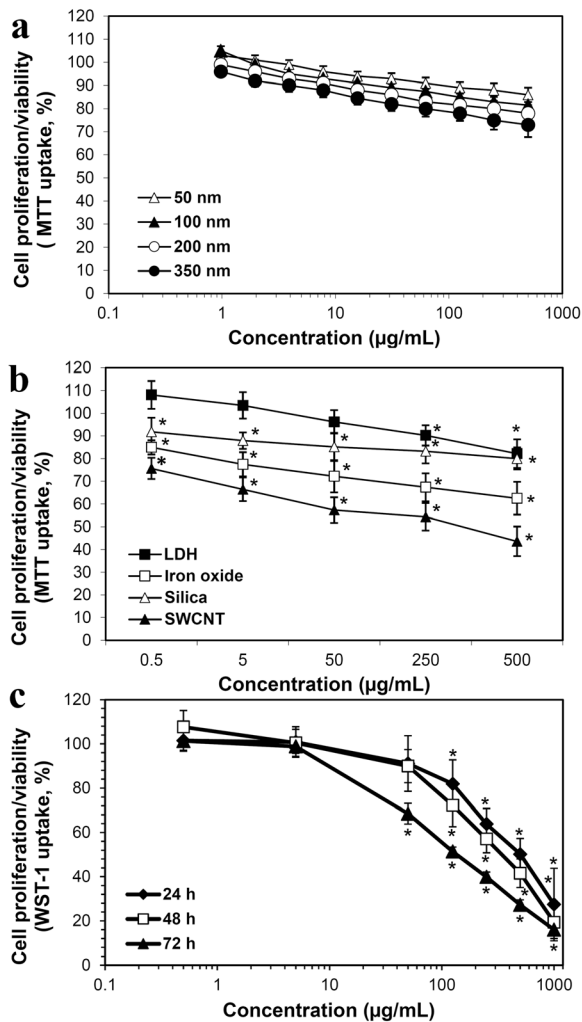 a
Cell proliferation/viability
( MTT uptake, %)
120
110
100
90
80
70
60
50
40
30
20
10
0
50 nm
100 nm
200 nm
350 nm
0.1
1
10
100
1000
Concentration (µg/mL)
b
Cell proliferation/viability
(MTT uptake, %)
120
110
100
90
80
70
60
50
40
30
20
10
0
* * * * *
* * * * *
* * * * *
* * *
LDH
Iron oxide
Silica
SWCNT
0.5
5
50
250
500
Concentration (µg/mL)
c
Cell proliferation/viability
(WST-1 uptake, %)
120
100
80
60
40
20
0
* * * * *
* * * * *
* * * * *
24 h
48 h
72 h
0.1
1
10
100
1000
Concentration (µg/mL)